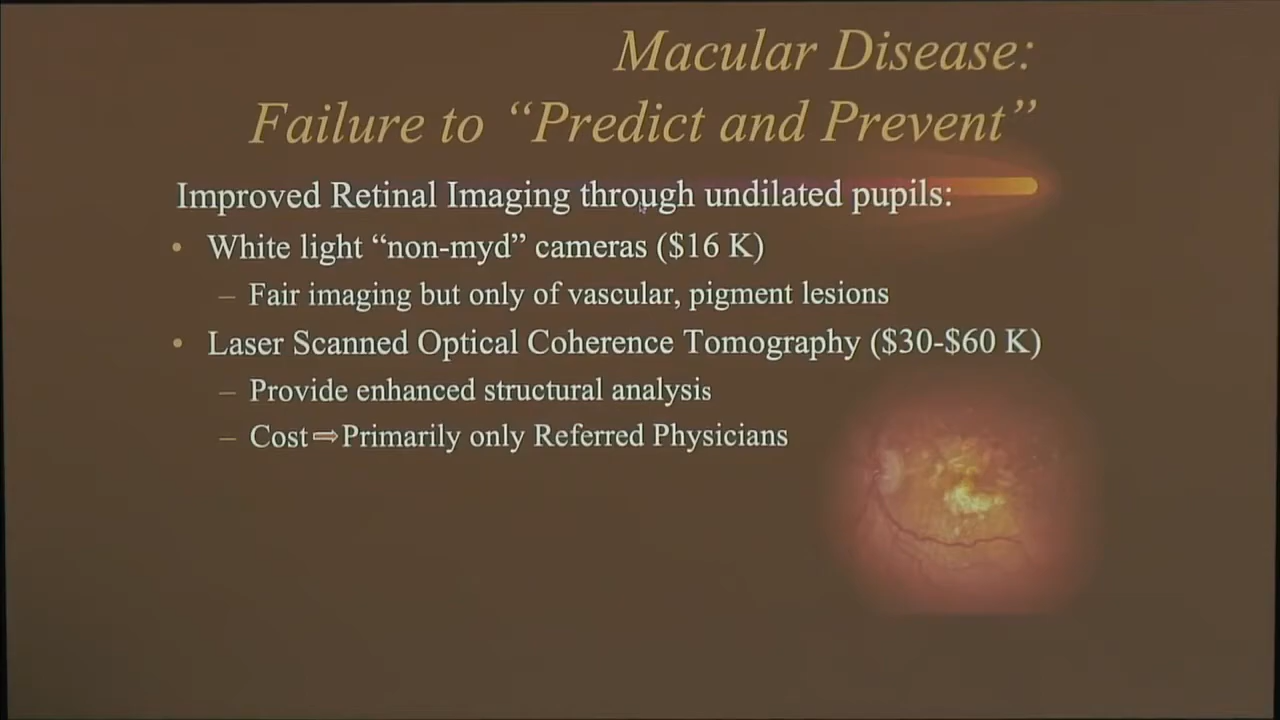 Macular Disease:
Failure to “Predict and Prevent”
Improved Retinal Imaging through undilated pupils:
• White light “non-myd” cameras ($16 K)
– Fair imaging but only of vascular, pigment lesions
• Laser Scanned Optical Coherence Tomography ($30-$60 K)
– Provide enhanced structural analysis
– Cost⇨Primarily only Referred Physicians